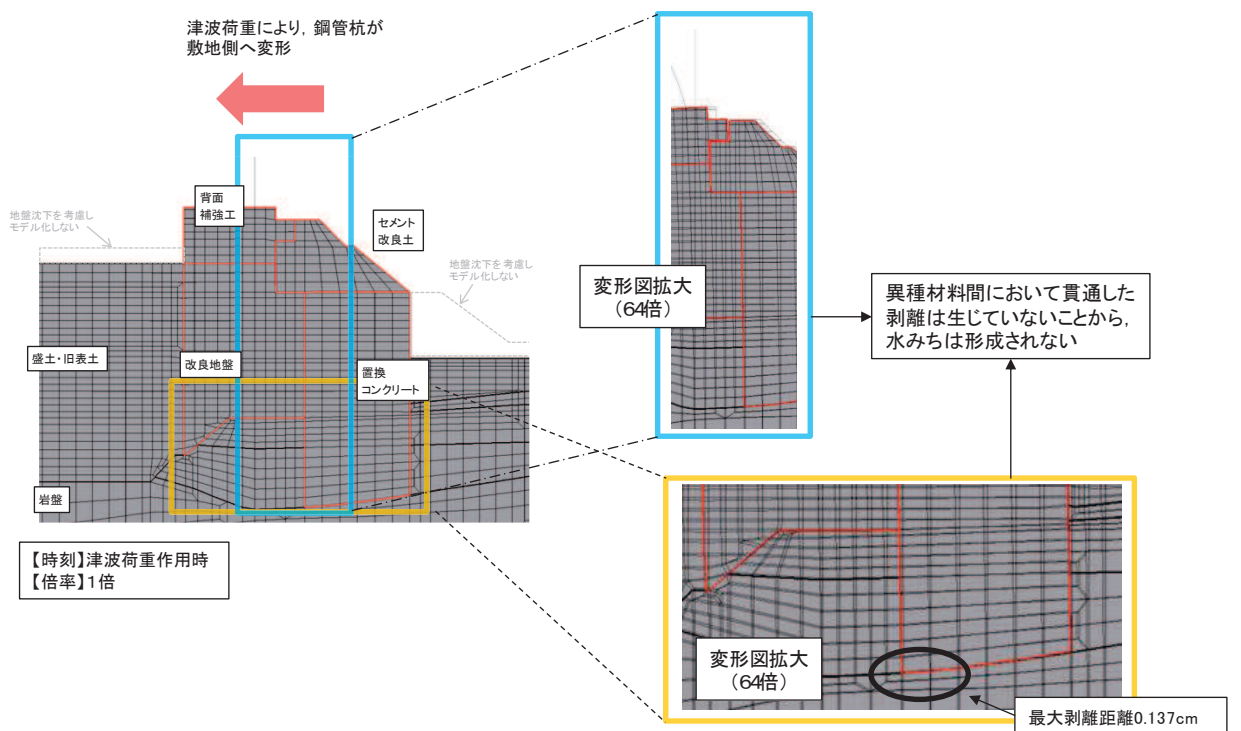 津波荷重により，鋼管杭が
敷地側へ変形
背面
補強工
セメント
改良土
地盤沈下を考慮し
モデル化しない
地盤沈下を考慮し
モデル化しない
盛土・旧表土
改良地盤
置換
コンクリート
岩盤
【時刻】津波荷重作用時
【倍率】1倍
変形図拡大
（64倍）
異種材料間において貫通した
剥離は生じていないことから，
水みちは形成されない
変形図拡大
（64倍）
最大剥離距離0.137cm